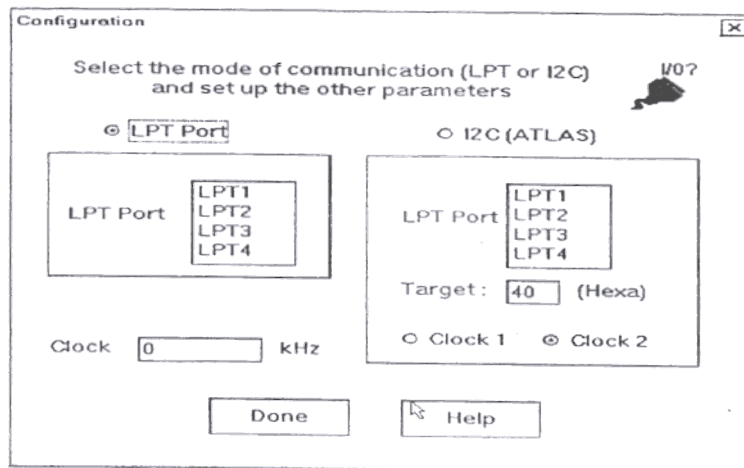 Configuration
Select the mode of communication (LPT or I2C)
and set up the other parameters
I/O?
LPT Port
LPT Port
LPT1
LPT2
LPT3
LPT4
Clock 0 kHz
I2C (ATLAS)
LPT Port
LPT1
LPT2
LPT3
LPT4
Target: 40 (Hexa)
Clock 1 Clock 2
Done Help